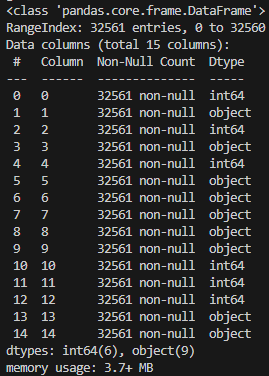 <class 'pandas.core.frame.DataFrame'>
RangeIndex: 32561 entries, 0 to 32560
Data columns (total 15 columns):
 #   Column  Non-Null Count  Dtype
---  ------  --------------  -----
 0   0       32561 non-null  int64
 1   1       32561 non-null  object
 2   2       32561 non-null  int64
 3   3       32561 non-null  object
 4   4       32561 non-null  int64
 5   5       32561 non-null  object
 6   6       32561 non-null  object
 7   7       32561 non-null  object
 8   8       32561 non-null  object
 9   9       32561 non-null  object
 10  10      32561 non-null  int64
 11  11      32561 non-null  int64
 12  12      32561 non-null  int64
 13  13      32561 non-null  object
 14  14      32561 non-null  object
dtypes: int64(6), object(9)
memory usage: 3.7+ MB